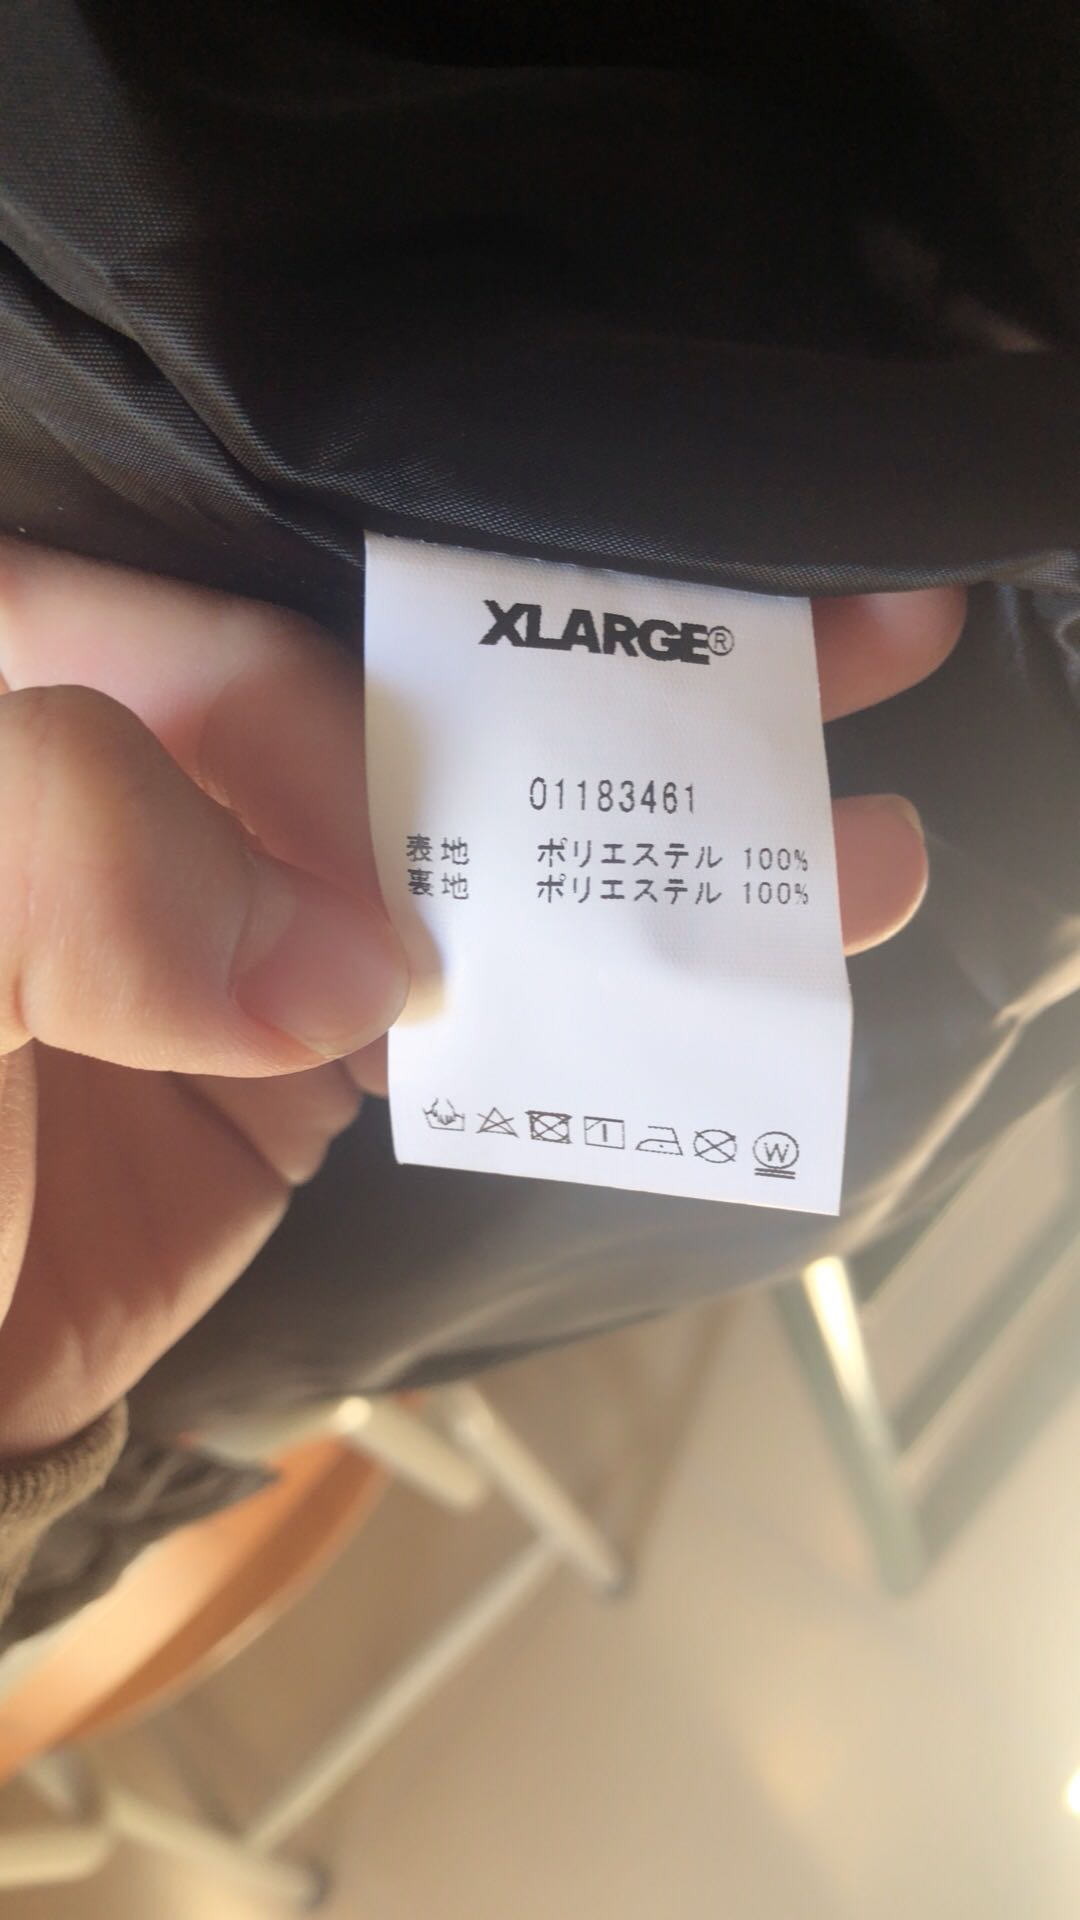 XLARGE®
01183461
表地 ポリエステル 100%
裏地 ポリエステル 100%
W